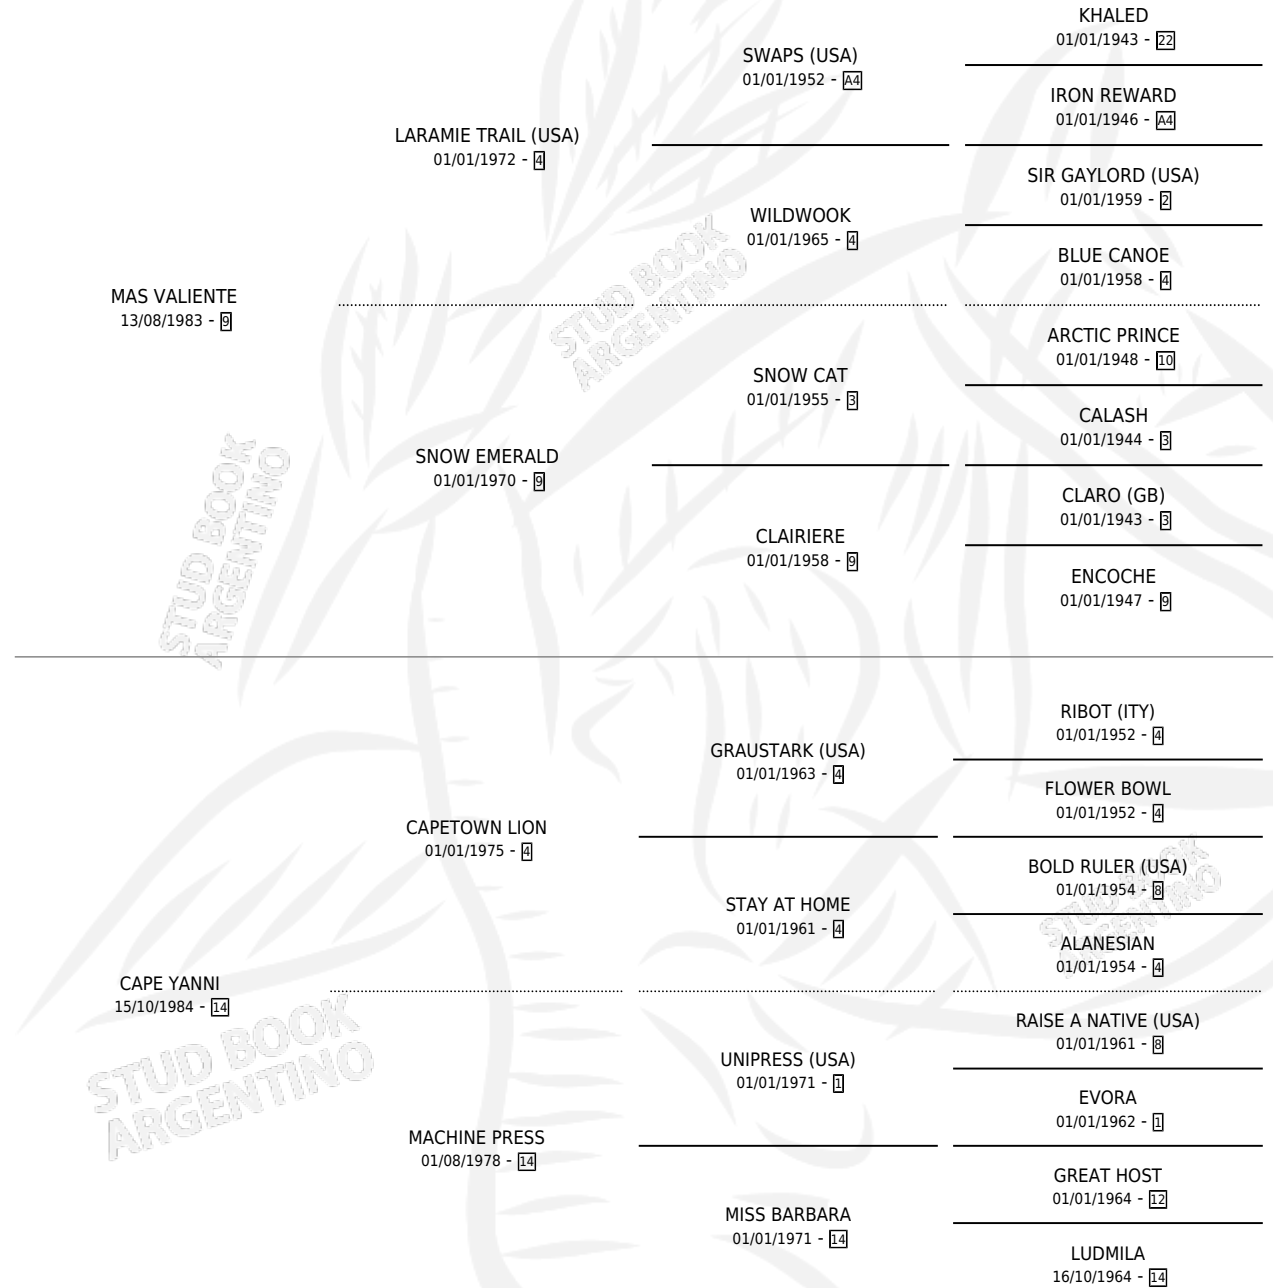 KHALED
01/01/1943 - 22
SWAPS (USA)
01/01/1952 - A4
IRON REWARD
01/01/1946 - A4
LARAMIE TRAIL (USA)
01/01/1972 - 4
SIR GAYLORD (USA)
01/01/1959 - 2
WILDWOOK
01/01/1965 - 4
BLUE CANOE
01/01/1958 - 4
MAS VALIENTE
13/08/1983 - 9
ARCTIC PRINCE
01/01/1948 - 10
SNOW CAT
01/01/1955 - 3
CALASH
01/01/1944 - 3
SNOW EMERALD
01/01/1970 - 9
CLARO (GB)
01/01/1943 - 3
CLAIRIERE
01/01/1958 - 9
ENCOCHE
01/01/1947 - 9
STUD BOOK
ARGENTINO
STUD BOOK
ARGENTINO
RIBOT (ITY)
01/01/1952 - 4
GRAUSTARK (USA)
01/01/1963 - 4
FLOWER BOWL
01/01/1952 - 4
CAPETOWN LION
01/01/1975 - 4
BOLD RULER (USA)
01/01/1954 - 8
STAY AT HOME
01/01/1961 - 4
ALANESIAN
01/01/1954 - 4
STUD BOOK
ARGENTINO
CAPE YANNI
15/10/1984 - 14
RAISE A NATIVE (USA)
01/01/1961 - 8
UNIPRESS (USA)
01/01/1971 - 1
EVORA
01/01/1962 - 1
STUD BOOK
ARGENTINO
MACHINE PRESS
01/08/1978 - 14
GREAT HOST
01/01/1964 - 12
MISS BARBARA
01/01/1971 - 14
LUDMILA
16/10/1964 - 14